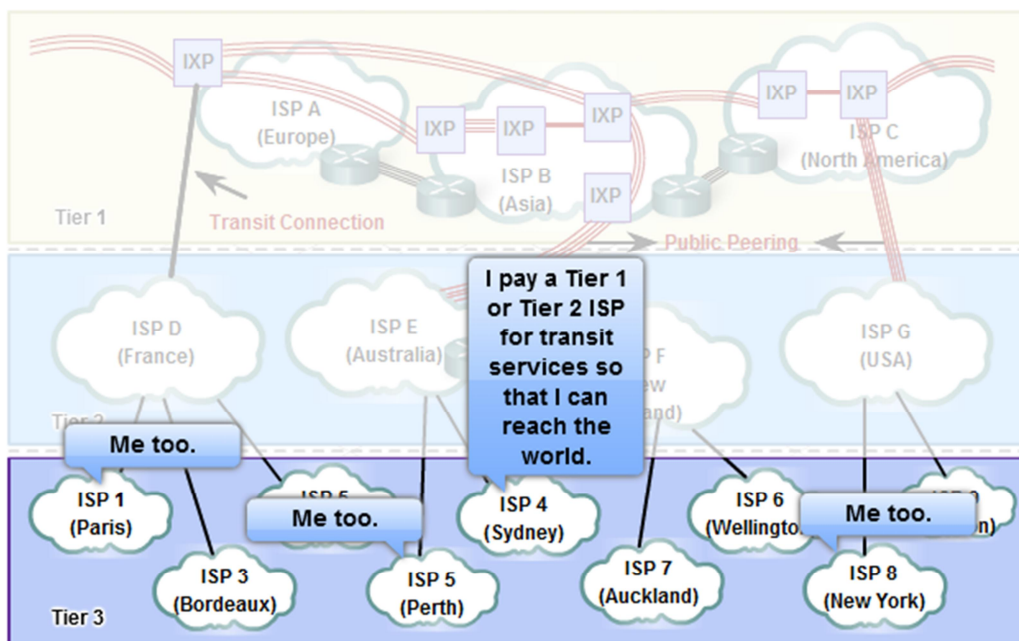 IXP
ISP A
(Europe)
IXP
IXP
IXP
IXP
IXP
IXP
ISP C
(North America)
ISP B
(Asia)
Tier 1
Transit Connection
Public Peering
I pay a Tier 1
or Tier 2 ISP
for transit
services so
that I can
reach the
world.
ISP D
(France)
ISP E
(Australia)
ISP G
(USA)
Tier
Me too.
ISP 1
(Paris)
Me too.
ISP 4
(Sydney)
ISP 6
Me too.
ISP 3
(Bordeaux)
ISP 5
(Perth)
ISP 7
(Auckland)
ISP 8
(New York)
Tier 3